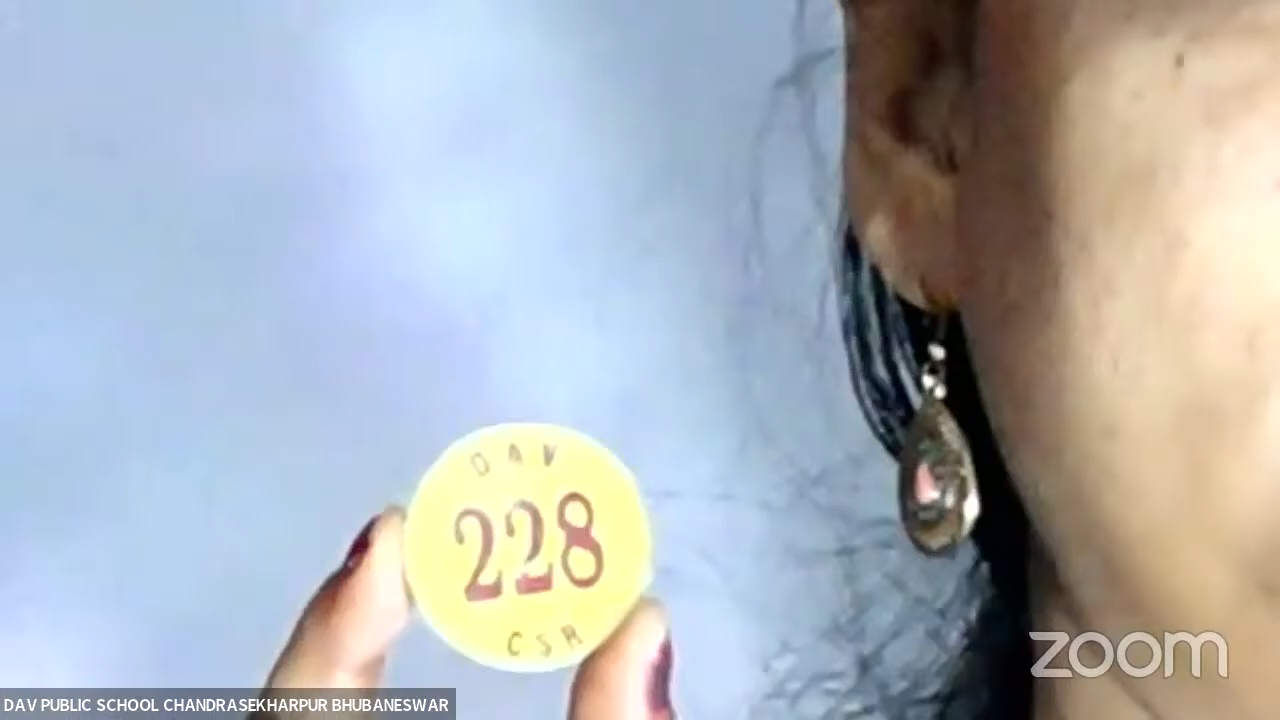 DAV
228
CSR
zoom
DAV PUBLIC SCHOOL CHANDRASEKHARPUR BHUBANESWAR